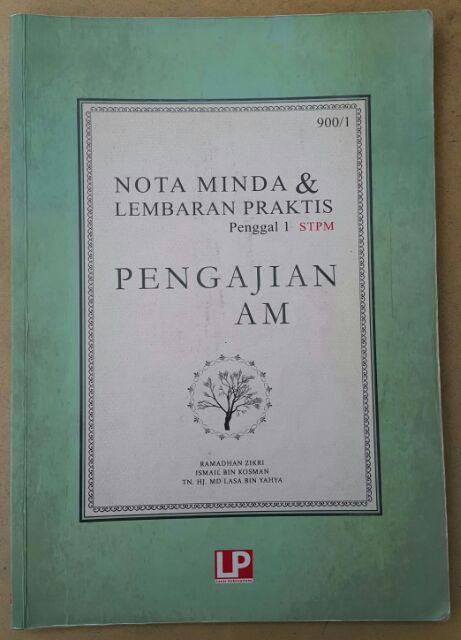 900/1
NOTA MINDA &
LEMBARAN PRAKTIS
Penggal 1 STPM
PENGAJIAN
AM
RAMADHAN ZIKRI
ISMAIL BIN KOSMAN
TN. HJ. MD LASA BIN YAHYA
LP